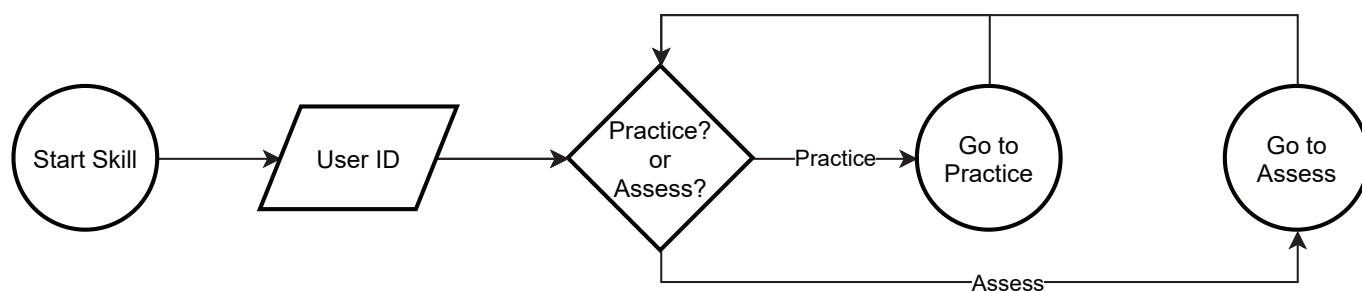 Start Skill
User ID
Practice?
or
Assess?
Practice
Go to
Practice
Go to
Assess
Assess